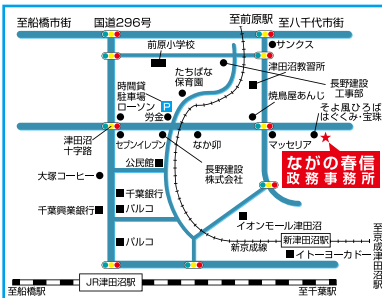 至船橋市街
国道296号
至前原駅
至八千代市街
サンクス
前原小学校
たちばな
保育園
津田沼教習所
長野建設
工事部
時間貸
駐車場
ローソン
P
労金
焼鳥屋あんじ
そよ風ひろば
はぐくみ・宝珠
津田沼
十字路
セブンイレブン
なか卯
マッセリア
ながの春信
政務事務所
公民館
長野建設
株式会社
大塚コーヒー
千葉銀行
千葉興業銀行
パルコ
パルコ
イオンモール津田沼
新京成線
新津田沼駅
イトーヨーカドー
至京成津田沼駅
至船橋駅
JR津田沼駅
至千葉駅